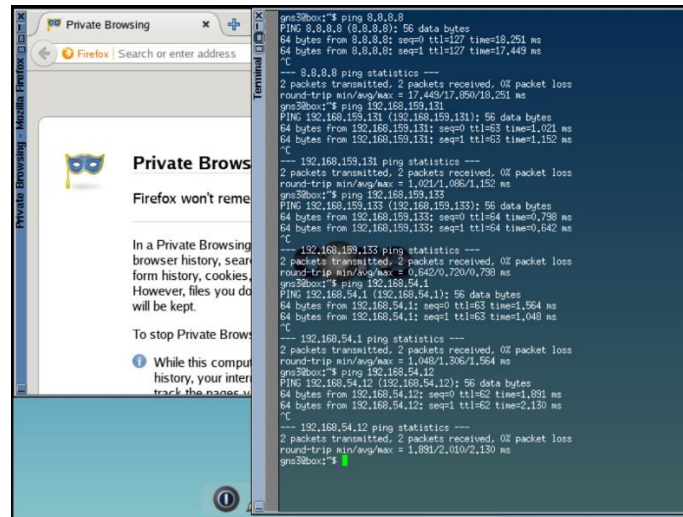 Private Browsing - Mozilla Firefox
Private Browsing
Firefox
Search or enter address
Private Brows
Firefox won't reme
In a Private Browsing
browser history, sear
form history, cookies,
However, files you do
will be kept.
To stop Private Brows
While this comput
history, your inter
track the pages v
Terminal
gns3@box:~$ ping 8.8.8.8
PING 8.8.8.8 (8.8.8.8): 56 data bytes
64 bytes from 8.8.8.8: seq=0 ttl=127 time=18.251 ms
64 bytes from 8.8.8.8: seq=1 ttl=127 time=17.449 ms
^C
--- 8.8.8.8 ping statistics ---
2 packets transmitted, 2 packets received, 0% packet loss
round-trip min/avg/max = 17.449/17.850/18.251 ms
gns3@box:~$ ping 192.168.159.131
PING 192.168.159.131 (192.168.159.131): 56 data bytes
64 bytes from 192.168.159.131: seq=0 ttl=63 time=1.021 ms
64 bytes from 192.168.159.131: seq=1 ttl=63 time=1.152 ms
^C
--- 192.168.159.131 ping statistics ---
2 packets transmitted, 2 packets received, 0% packet loss
round-trip min/avg/max = 1.021/1.086/1.152 ms
gns3@box:~$ ping 192.168.159.133
PING 192.168.159.133 (192.168.159.133): 56 data bytes
64 bytes from 192.168.159.133: seq=0 ttl=64 time=0.798 ms
64 bytes from 192.168.159.133: seq=1 ttl=64 time=0.642 ms
^C
--- 192.168.159.133 ping statistics ---
2 packets transmitted, 2 packets received, 0% packet loss
round-trip min/avg/max = 0.642/0.720/0.798 ms
gns3@box:~$ ping 192.168.54.1
PING 192.168.54.1 (192.168.54.1): 56 data bytes
64 bytes from 192.168.54.1: seq=0 ttl=63 time=1.564 ms
64 bytes from 192.168.54.1: seq=1 ttl=63 time=1.048 ms
^C
--- 192.168.54.1 ping statistics ---
2 packets transmitted, 2 packets received, 0% packet loss
round-trip min/avg/max = 1.048/1.306/1.564 ms
gns3@box:~$ ping 192.168.54.12
PING 192.168.54.12 (192.168.54.12): 56 data bytes
64 bytes from 192.168.54.12: seq=0 ttl=62 time=1.891 ms
64 bytes from 192.168.54.12: seq=1 ttl=62 time=2.130 ms
^C
--- 192.168.54.12 ping statistics ---
2 packets transmitted, 2 packets received, 0% packet loss
round-trip min/avg/max = 1.891/2.010/2.130 ms
gns3@box:~$